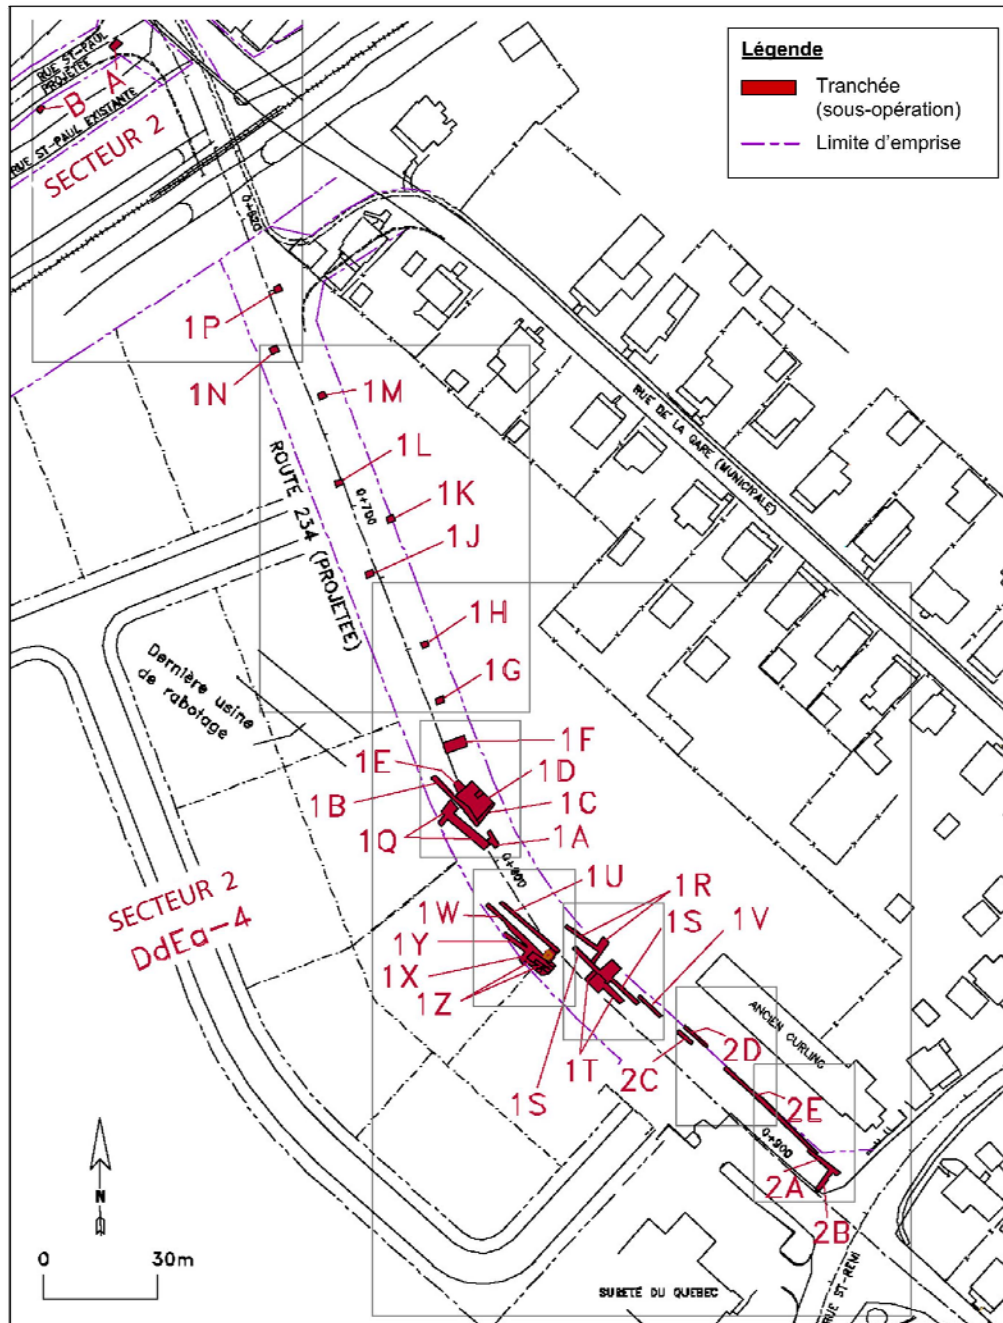 Légende
Tranchée
(sous-opération)
Limite d'emprise
RUE ST-PAUL
PROJETÉE
B A
RUE ST-PAUL EXISTANTE
SECTEUR 2
0+620
1P
1N
1M
1L
0+700
1K
1J
ROUTE 234 (PROJETEE)
RUE DE LA GARE (MUNICIPALE)
1H
1G
Dernière usine
de rabotage
1F
1E
1D
1B
1C
1Q
1A
0+800
1U
1R
1W
1S
1V
1Y
1X
1Z
SECTEUR 2
DdEa-4
1T
1S
2C
2D
ANCIEN CURLING
2E
0+900
2A
2B
N
0 30m
SURETÉ DU QUEBEC
RUE ST-REMI